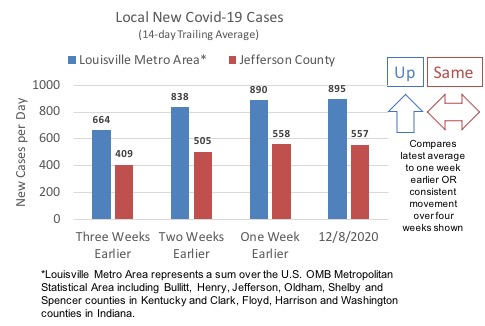 Local New Covid-19 Cases
(14-day Trailing Average)
Louisville Metro Area* Jefferson County
Up Same
New Cases per Day
1000
800
600
400
200
0
664 409 838 505 890 558 895 557
Three Weeks Earlier
Two Weeks Earlier
One Week Earlier
12/8/2020
Compares
latest average
to one week
earlier OR
consistent
movement
over four
weeks shown
*Louisville Metro Area represents a sum over the U.S. OMB Metropolitan
Statistical Area including Bullitt, Henry, Jefferson, Oldham, Shelby and
Spencer counties in Kentucky and Clark, Floyd, Harrison and Washington
counties in Indiana.